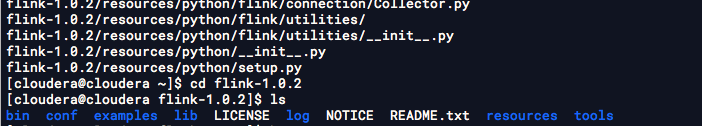 flink-1.0.2/resources/python/flink/connection/Collector.py
flink-1.0.2/resources/python/flink/utilities/
flink-1.0.2/resources/python/flink/utilities/__init__.py
flink-1.0.2/resources/python/__init__.py
flink-1.0.2/resources/python/setup.py
[cloudera@cloudera ~]$ cd flink-1.0.2
[cloudera@cloudera flink-1.0.2]$ ls
bin conf examples lib LICENSE log NOTICE README.txt resources tools